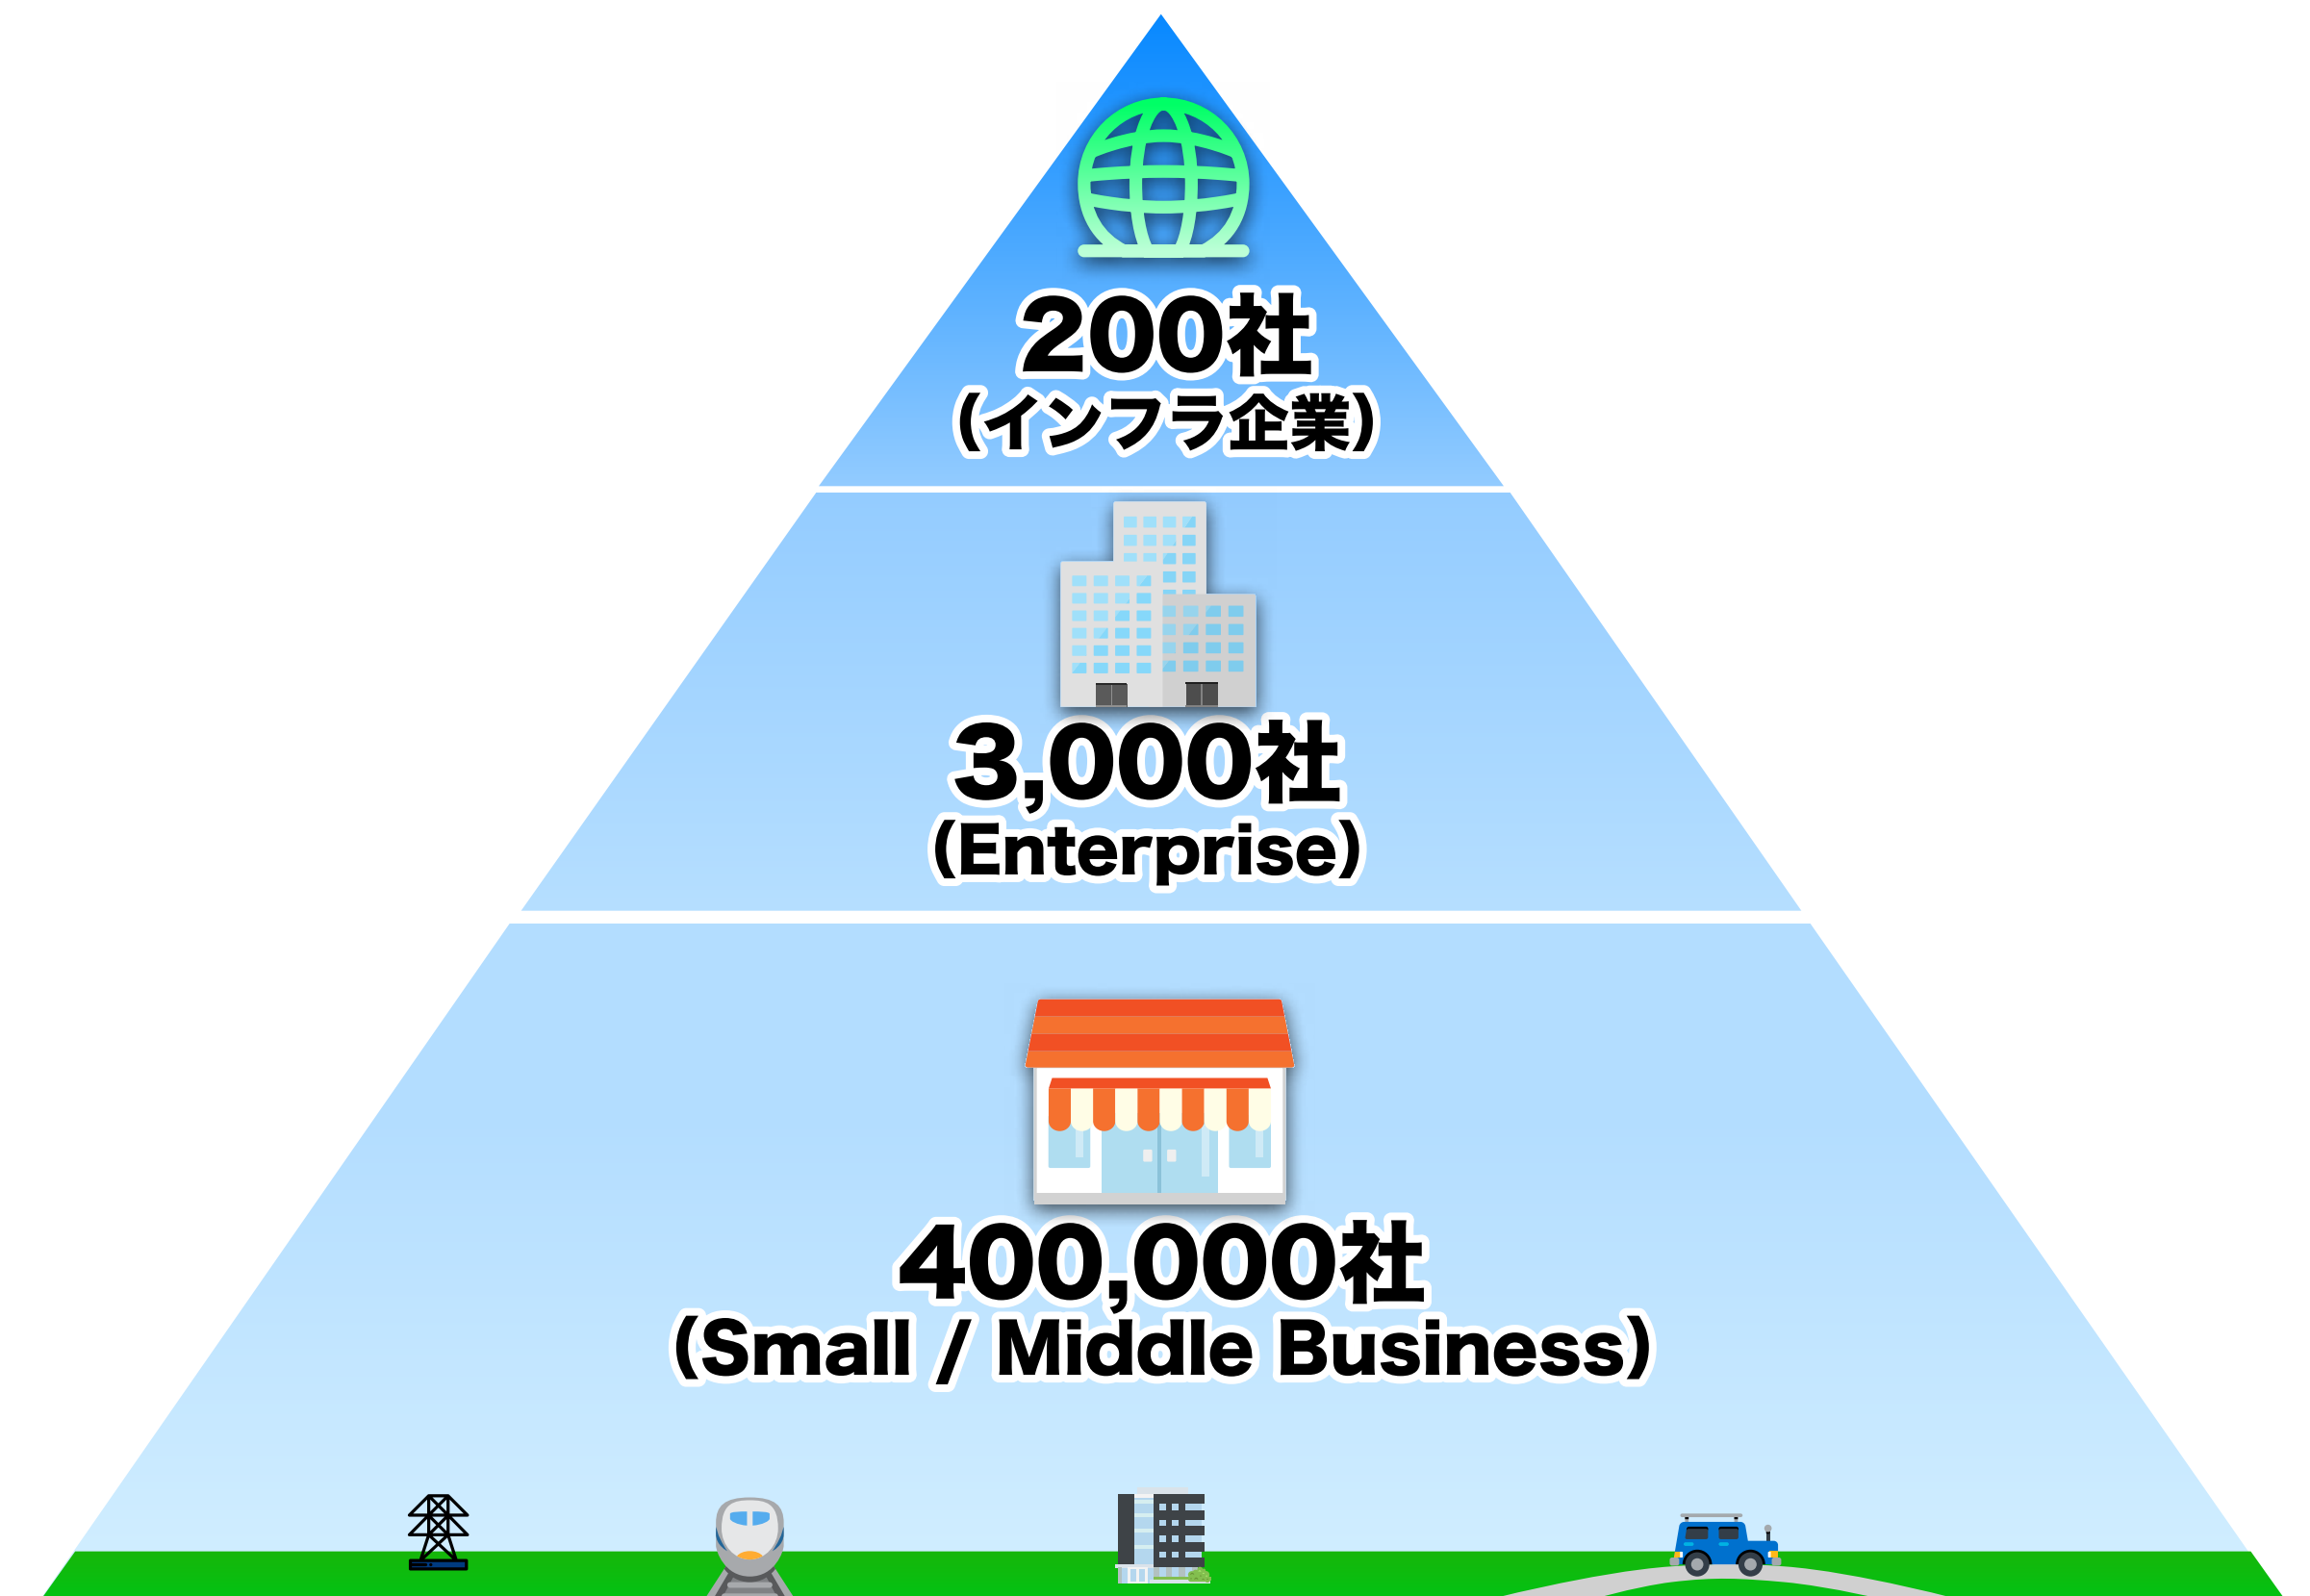 200社
(インフラ企業)
3,000社
(Enterprise)
400,000社
(Small / Middle Business)